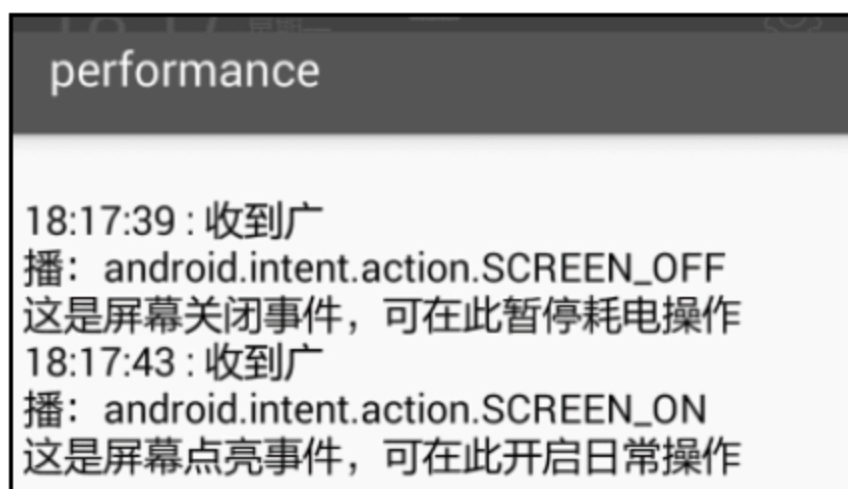 performance
18:17:39 : 收到广
播：android.intent.action.SCREEN_OFF
这是屏幕关闭事件，可在此暂停耗电操作
18:17:43 : 收到广
播：android.intent.action.SCREEN_ON
这是屏幕点亮事件，可在此开启日常操作